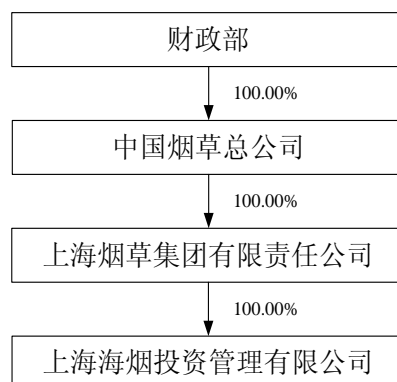 财政部
100.00%
中国烟草总公司
100.00%
上海烟草集团有限责任公司
100.00%
上海海烟投资管理有限公司